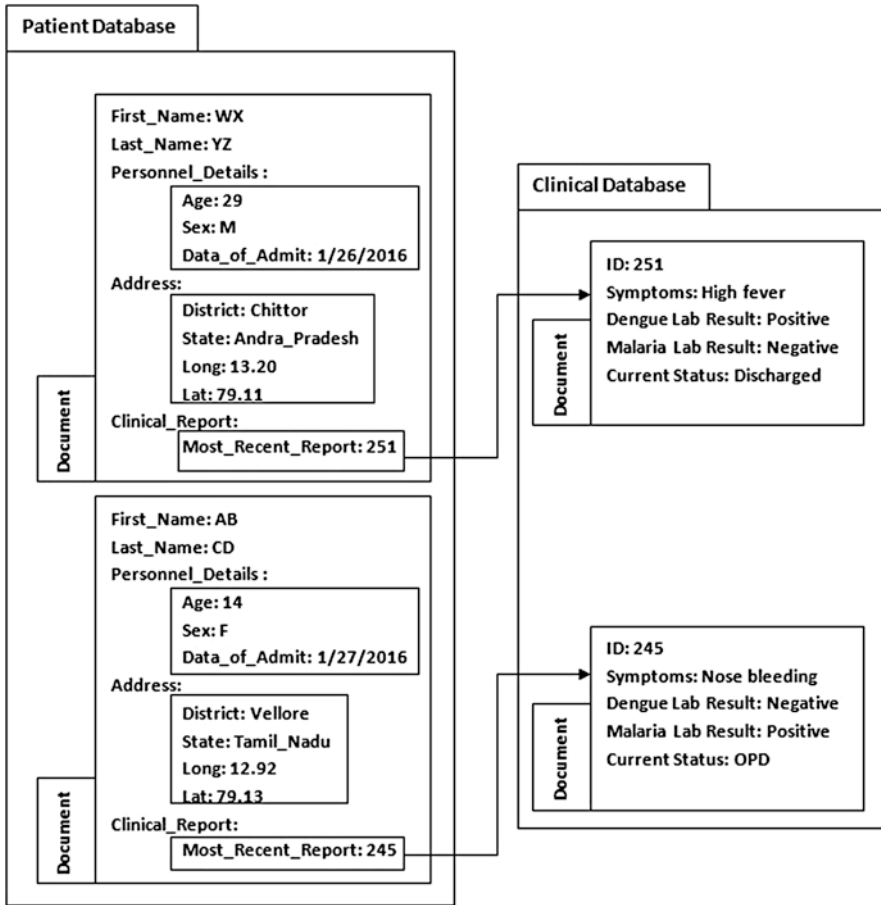 Patient Database
First_Name: WX
Last_Name: YZ
Personnel_Details :
Age: 29
Sex: M
Data_of_Admit: 1/26/2016
Address:
District: Chittor
State: Andra_Pradesh
Long: 13.20
Lat: 79.11
Clinical_Report:
Most_Recent_Report: 251
Document
First_Name: AB
Last_Name: CD
Personnel_Details :
Age: 14
Sex: F
Data_of_Admit: 1/27/2016
Address:
District: Vellore
State: Tamil_Nadu
Long: 12.92
Lat: 79.13
Clinical_Report:
Most_Recent_Report: 245
Document
Clinical Database
ID: 251
Symptoms: High fever
Dengue Lab Result: Positive
Malaria Lab Result: Negative
Current Status: Discharged
Document
ID: 245
Symptoms: Nose bleeding
Dengue Lab Result: Negative
Malaria Lab Result: Positive
Current Status: OPD
Document